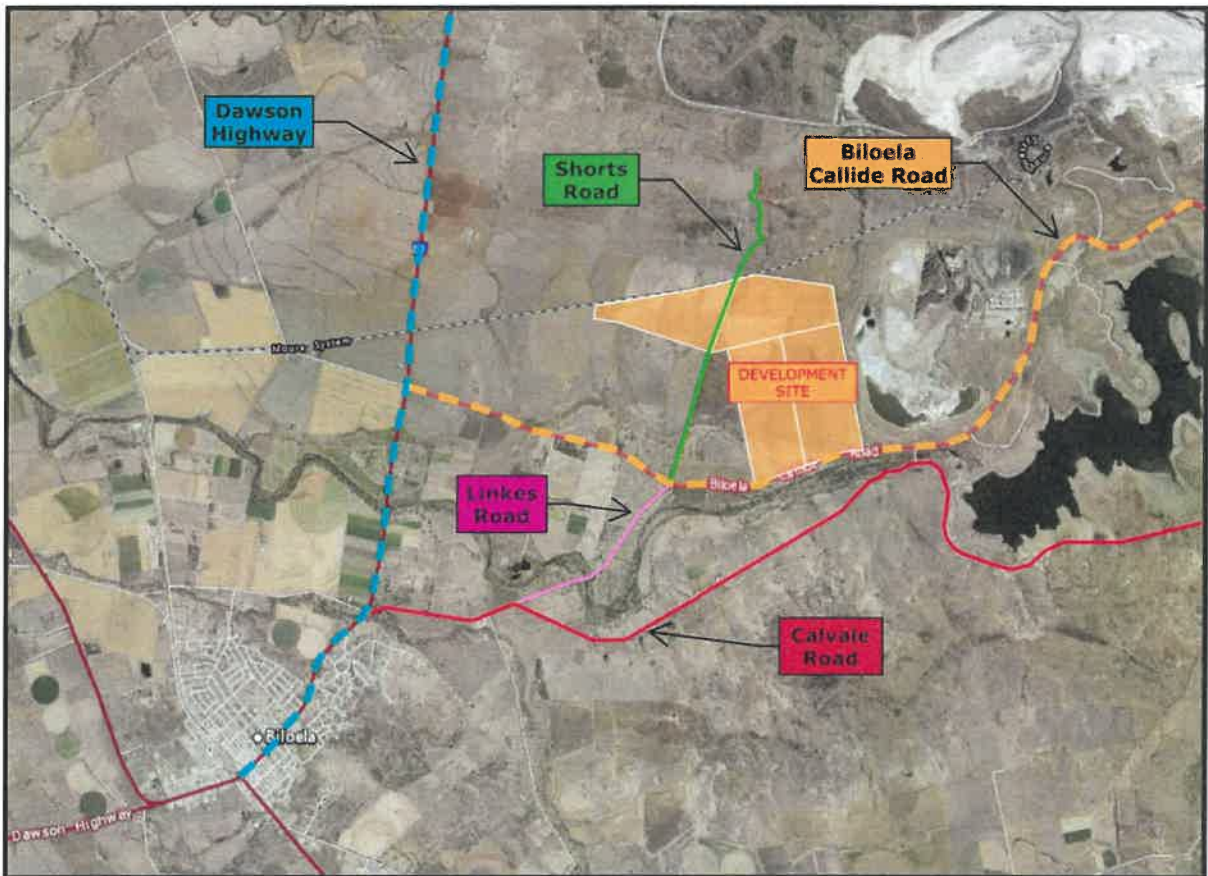 Dawson
Highway
Shorts
Road
Biloela
Callide Road
Moura System
DEVELOPMENT
SITE
Linkes
Road
Biloela
Road
Calvale
Road
Biloela
Dawson Highway